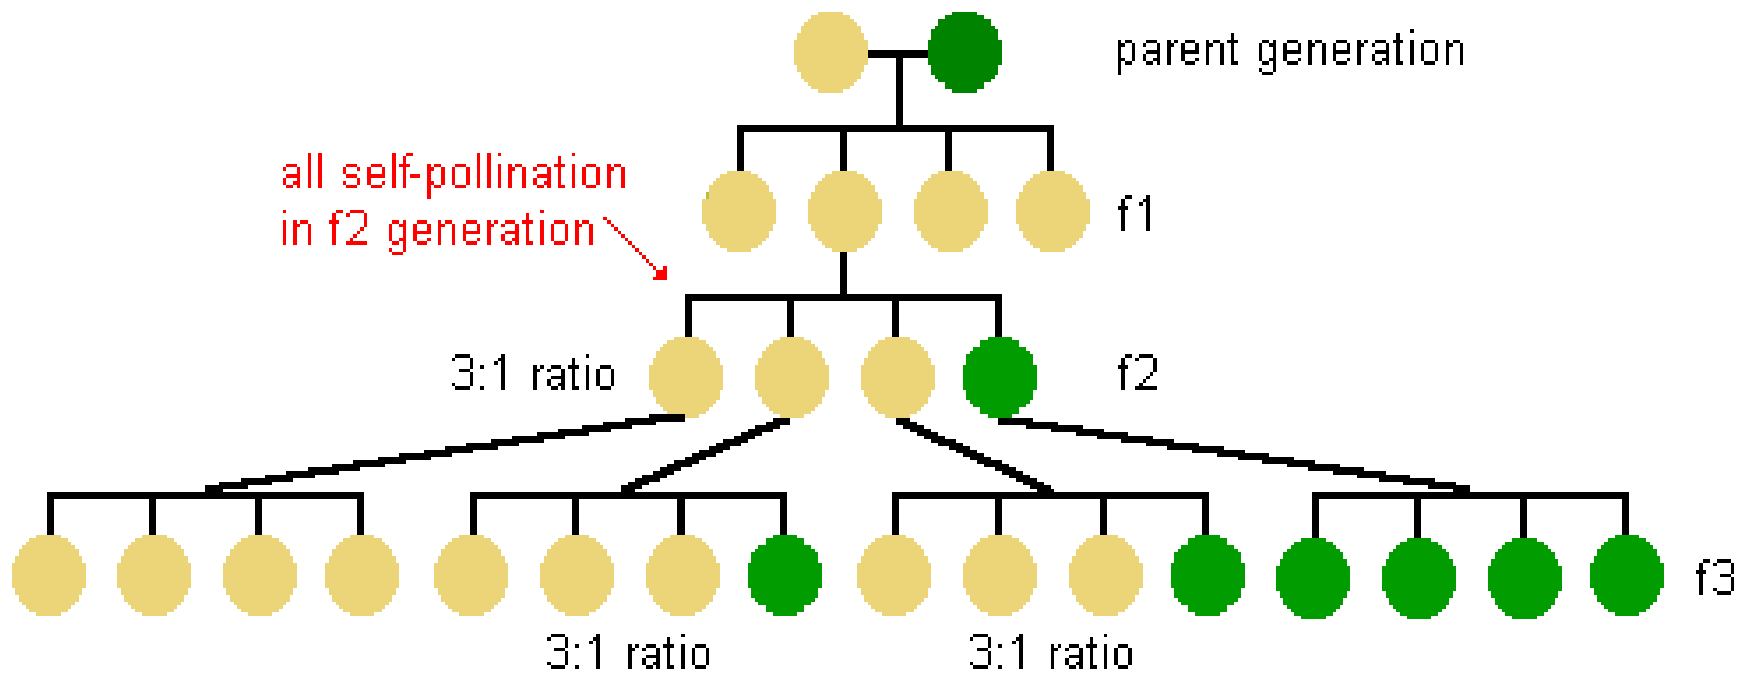 parent generation
all self-pollination
in f2 generation
f1
3:1 ratio
f2
f3
3:1 ratio
3:1 ratio